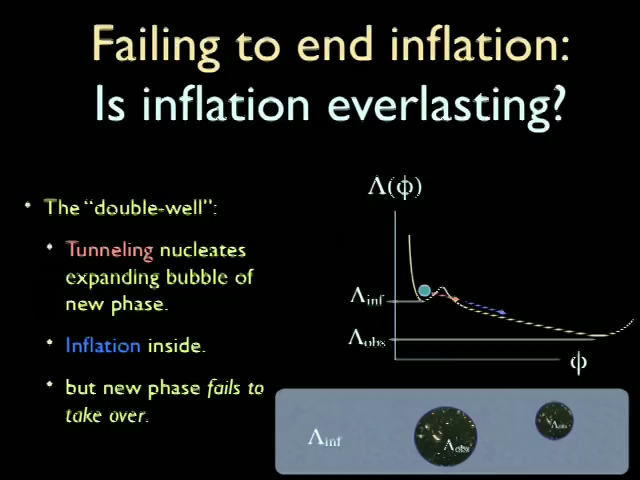 Failing to end inflation:
Is inflation everlasting?
Λ(φ)
• The “double-well”:
• Tunneling nucleates
expanding bubble of
new phase.
• Inflation inside.
• but new phase fails to
take over.
Λinf
Λobs
φ
Λinf
Λobs
Λobs